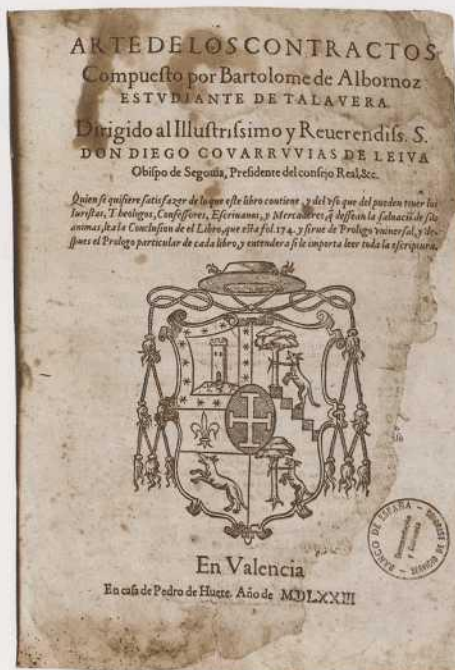 ARTE DE LOS CONTRACTOS
Compuesto por Bartolome de Albornoz
ESTVDIANTE DE TALAVERA.
Dirigido al Illustrissimo y Reuerendiss. S.
DON DIEGO COVARRVVIAS DE LEIVA
Obispo de Segouia, Presidente del consejo Real, &c.
Quien se quisiere satisfazer de lo que este libro contiene, y del vso que del pueden tener los
Iuristas, Theologos, Confessores, Escriuanos, y Mercaderes, q̃ dessean la saluaciō de sus
animas, lea la Conclusion de el Libro, que esta fol. 174. y sirue de Prologo vniuersal, y des-
pues el Prologo particular de cada libro, y entendera si le importa leer toda la escriptura.
BANCO DE ESPAÑA
En Valencia
En casa de Pedro de Huete. Año de MDLXXIII